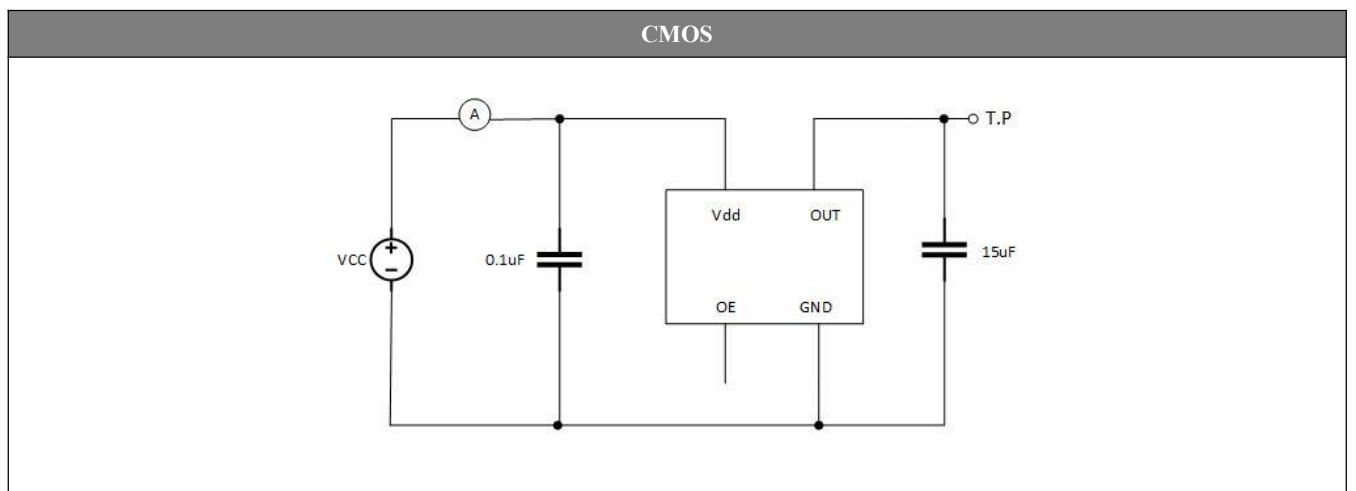 CMOS
A
T.P
Vdd OUT
VCC
0.1uF
15uF
OE GND